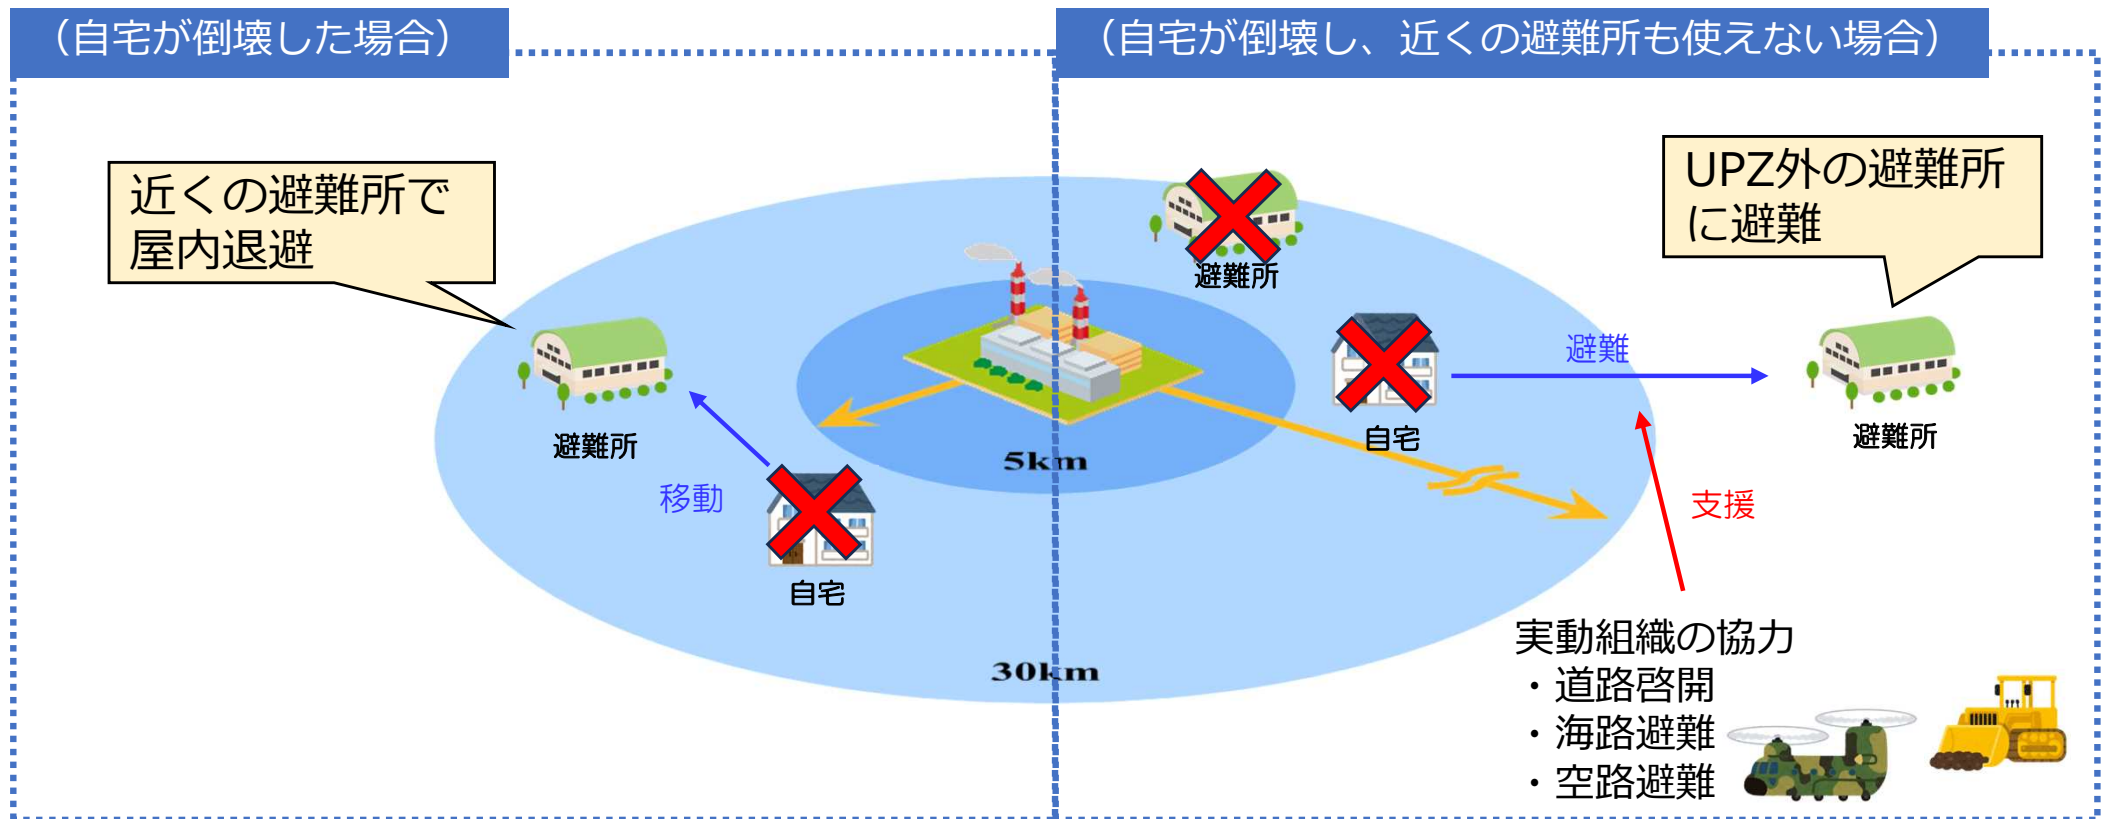 （自宅が倒壊した場合）
近くの避難所で
屋内退避
避難所
移動
自宅
5km
30km
（自宅が倒壊し、近くの避難所も使えない場合）
避難所
自宅
避難
UPZ外の避難所
に避難
避難所
支援
実動組織の協力
・道路啓開
・海路避難
・空路避難